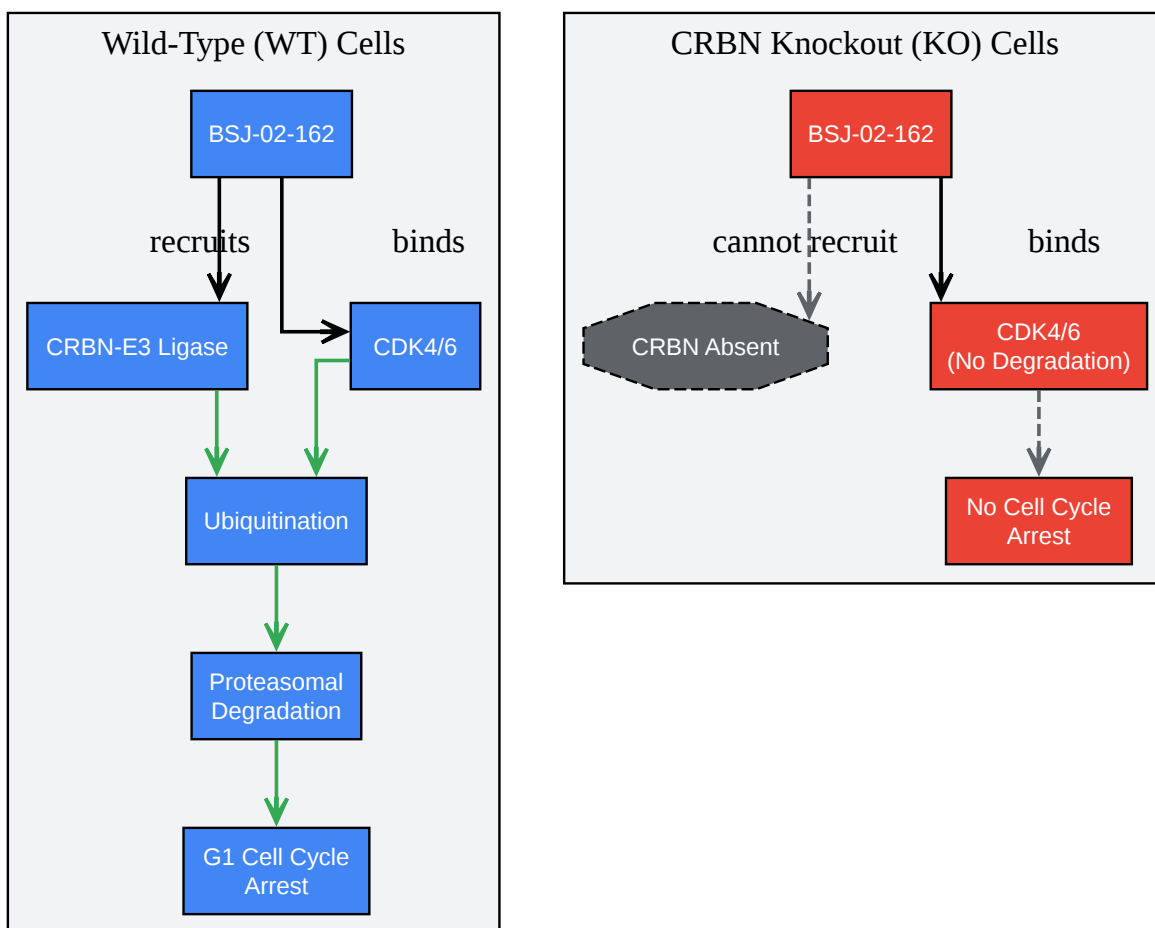 Wild-Type (WT) Cells
BSJ-02-162
recruits
binds
CRBN-E3 Ligase
CDK4/6
Ubiquitination
Proteasomal
Degradation
G1 Cell Cycle
Arrest
CRBN Knockout (KO) Cells
BSJ-02-162
cannot recruit
binds
CRBN Absent
CDK4/6
(No Degradation)
No Cell Cycle
Arrest